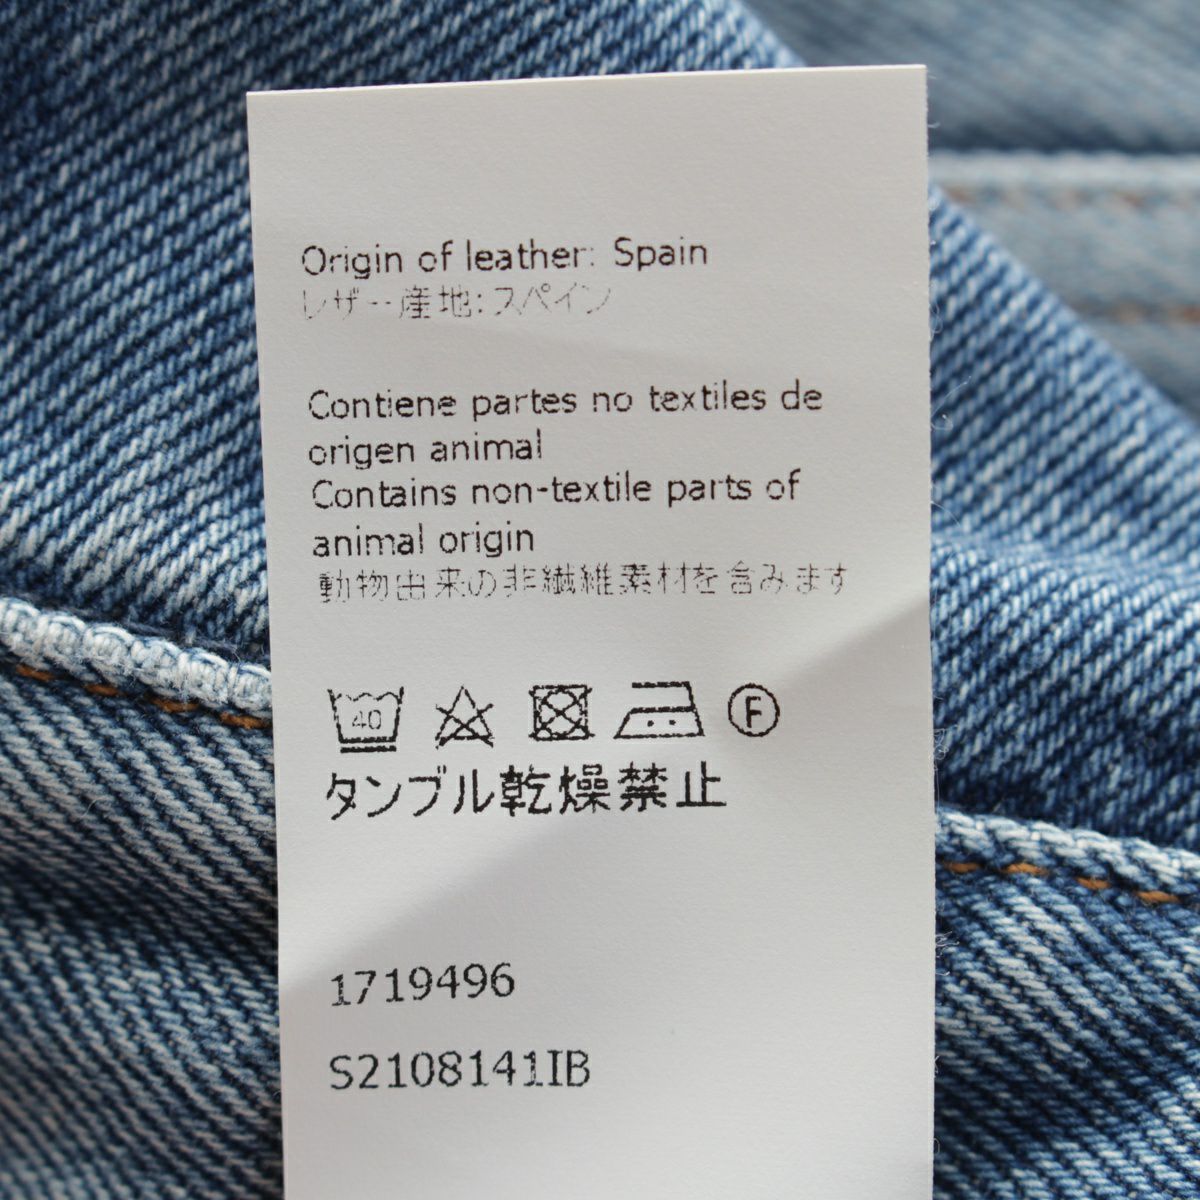 Origin of leather: Spain
レザー産地:スペイン
Contiene partes no textiles de
origen animal
Contains non-textile parts of
animal origin
動物由来の非繊維素材を含みます
40
F
タンブル乾燥禁止
1719496
S2108141IB